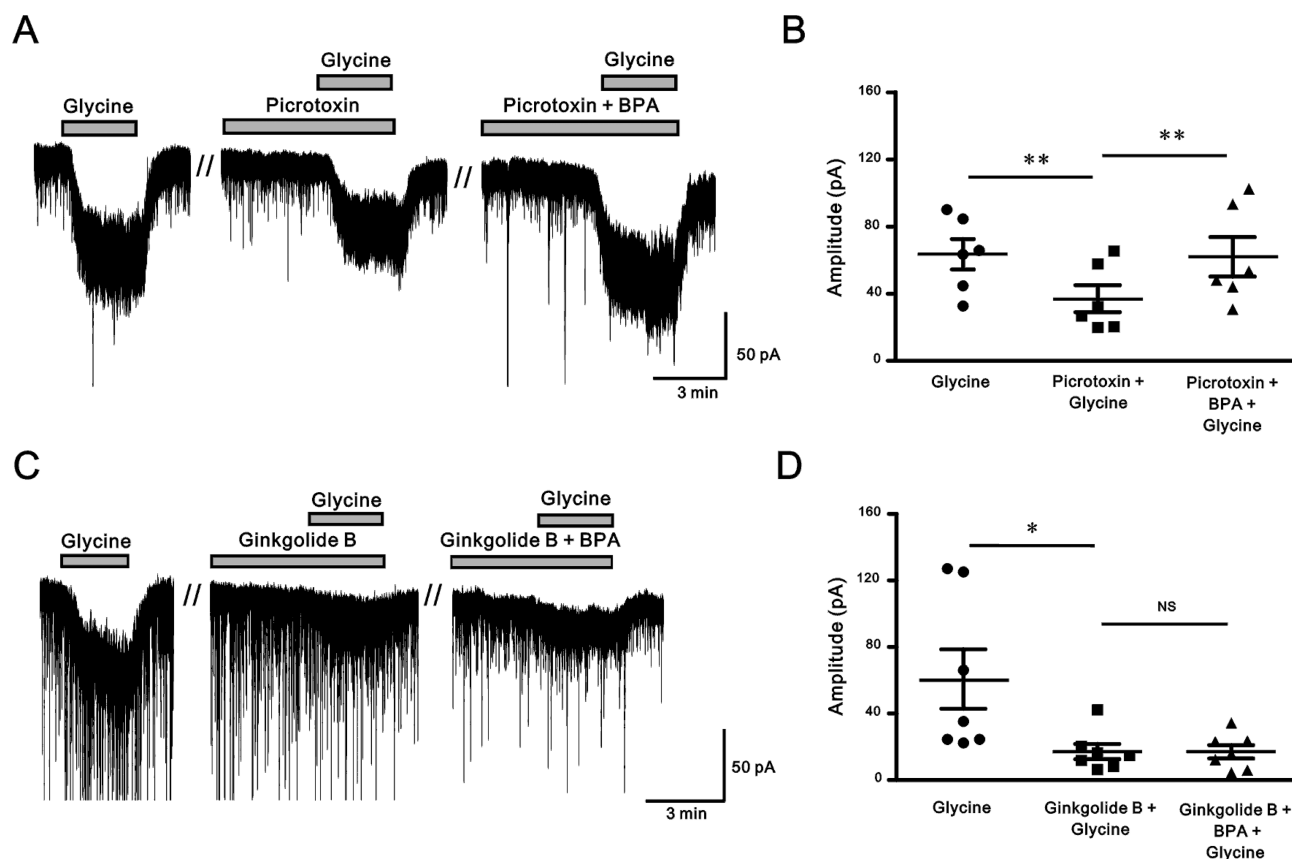 A
Glycine
Glycine
Picrotoxin
Glycine
Picrotoxin + BPA
//
//
50 pA
3 min
B
Amplitude (pA)
160
120
80
40
0
**
**
Glycine
Picrotoxin +
Glycine
Picrotoxin +
BPA +
Glycine
C
Glycine
Glycine
Ginkgolide B
Glycine
Ginkgolide B + BPA
//
//
50 pA
3 min
D
Amplitude (pA)
160
120
80
40
0
*
NS
Glycine
Ginkgolide B +
Glycine
Ginkgolide B +
BPA +
Glycine